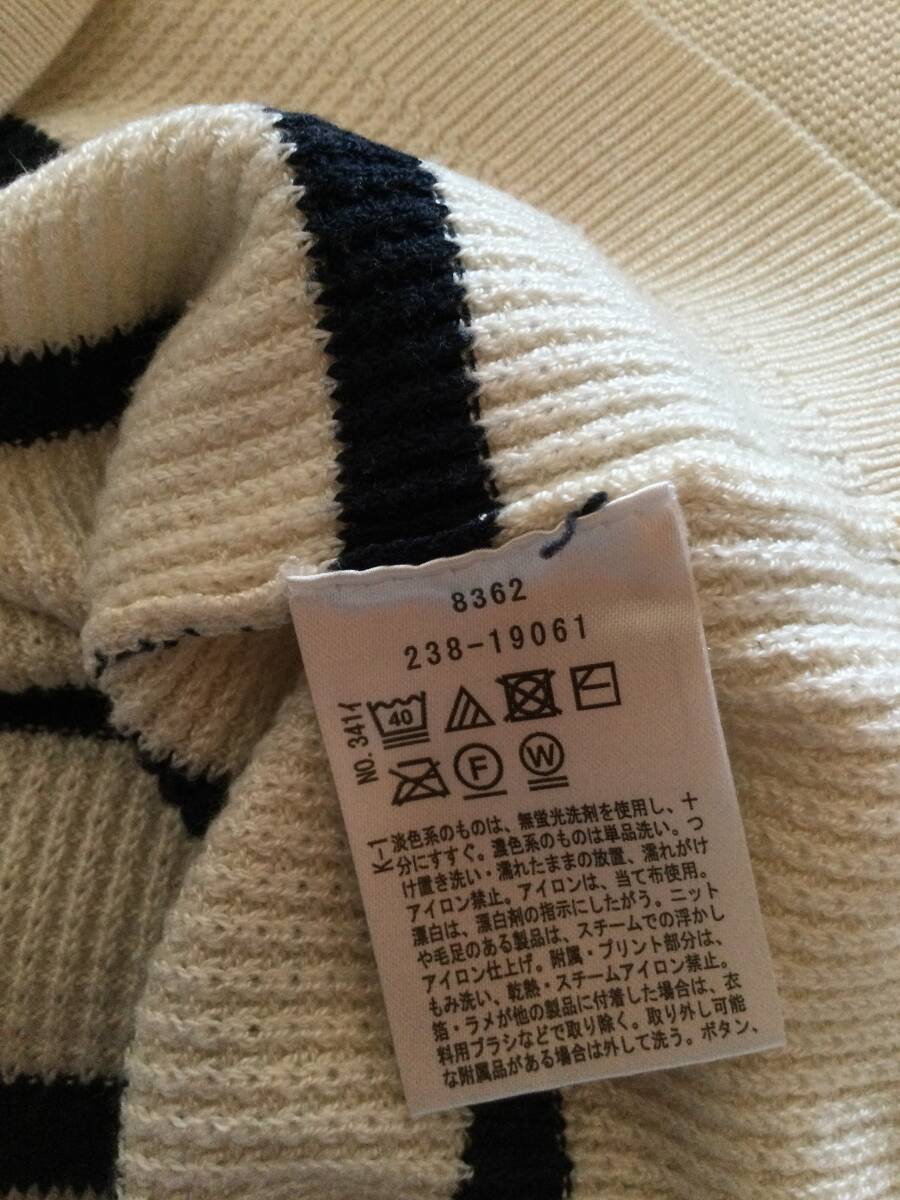 8362
238-19061
NO.341イ
40
F
W
K-1
淡色系のものは、無蛍光洗剤を使用し、十
分にすすぐ。濃色系のものは単品洗い。つ
け置き洗い・濡れたままの放置、濡れがけ
アイロン禁止。アイロンは、当て布使用。
漂白は、漂白剤の指示にしたがう。ニット
や毛足のある製品は、スチームでの浮かし
アイロン仕上げ。附属・プリント部分は、
もみ洗い、乾熱・スチームアイロン禁止。
箔・ラメが他の製品に付着した場合は、衣
料用ブラシなどで取り除く。取り外し可能
な附属品がある場合は外して洗う。ボタン、